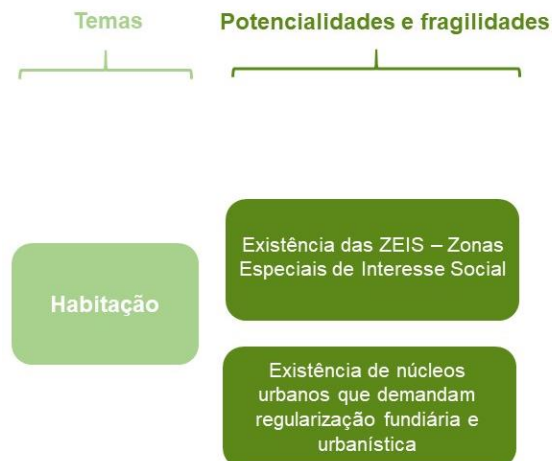 Temas
Potencialidades e fragilidades
Habitação
Existência das ZEIS – Zonas
Especiais de Interesse Social
Existência de núcleos
urbanos que demandam
regularização fundiária e
urbanística